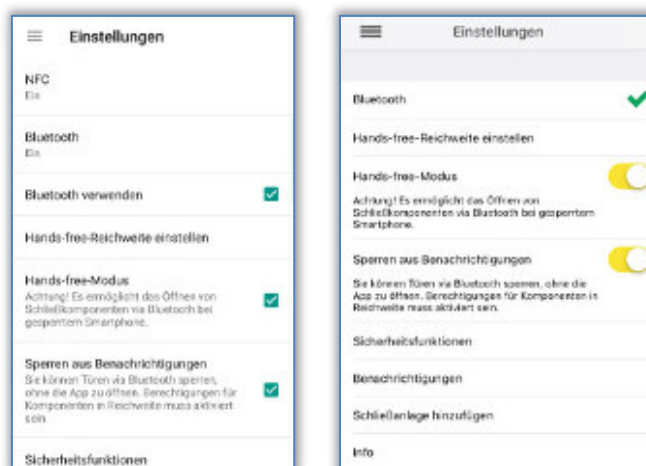 Einstellungen
NFC
Ein
Bluetooth
Ein
Bluetooth verwenden
Hands-free-Reichweite einstellen
Hands-free-Modus
Achtung! Es ermöglicht das Öffnen von
Schließkomponenten via Bluetooth bei
gesperrtem Smartphone.
Sperren aus Benachrichtigungen
Sie können Türen via Bluetooth sperren,
ohne die App zu öffnen. Berechtigungen für
Komponenten in Reichweite muss aktiviert
sein.
Sicherheitsfunktionen
Einstellungen
Bluetooth
Hands-free-Reichweite einstellen
Hands-free-Modus
Achtung! Es ermöglicht das Öffnen von
Schließkomponenten via Bluetooth bei gesperrtem
Smartphone.
Sperren aus Benachrichtigungen
Sie können Türen via Bluetooth sperren, ohne die
App zu öffnen. Berechtigungen für Komponenten in
Reichweite muss aktiviert sein.
Sicherheitsfunktionen
Benachrichtigungen
Schließanlage hinzufügen
Info